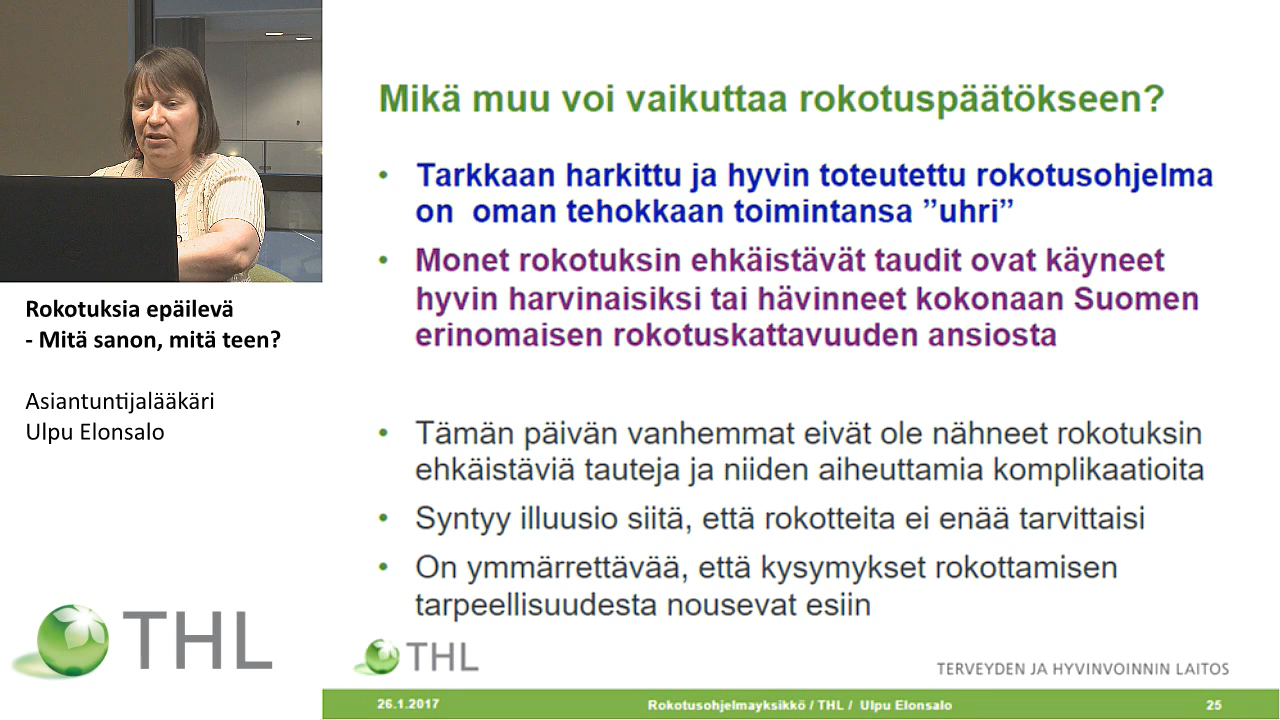 Mikä muu voi vaikuttaa rokotuspäätökseen?
• Tarkkaan harkittu ja hyvin toteutettu rokotusohjelma
on oman tehokkaan toimintansa ”uhri”
• Monet rokotuksin ehkäistävät taudit ovat käyneet
hyvin harvinaisiksi tai hävinneet kokonaan Suomen
erinomaisen rokotuskattavuuden ansiosta
• Tämän päivän vanhemmat eivät ole nähneet rokotuksin
ehkäistäviä tauteja ja niiden aiheuttamia komplikaatioita
• Syntyy illuusio siitä, että rokotteita ei enää tarvittaisi
• On ymmärrettävää, että kysymykset rokottamisen
tarpeellisuudesta nousevat esiin
THL
TERVEYDEN JA HYVINVOINNIN LAITOS
26.1.2017 Rokotusohjelmayksikkö / THL / Ulpu Elonsalo 25
Rokotuksia epäilevä
- Mitä sanon, mitä teen?
Asiantuntijalääkäri
Ulpu Elonsalo
THL